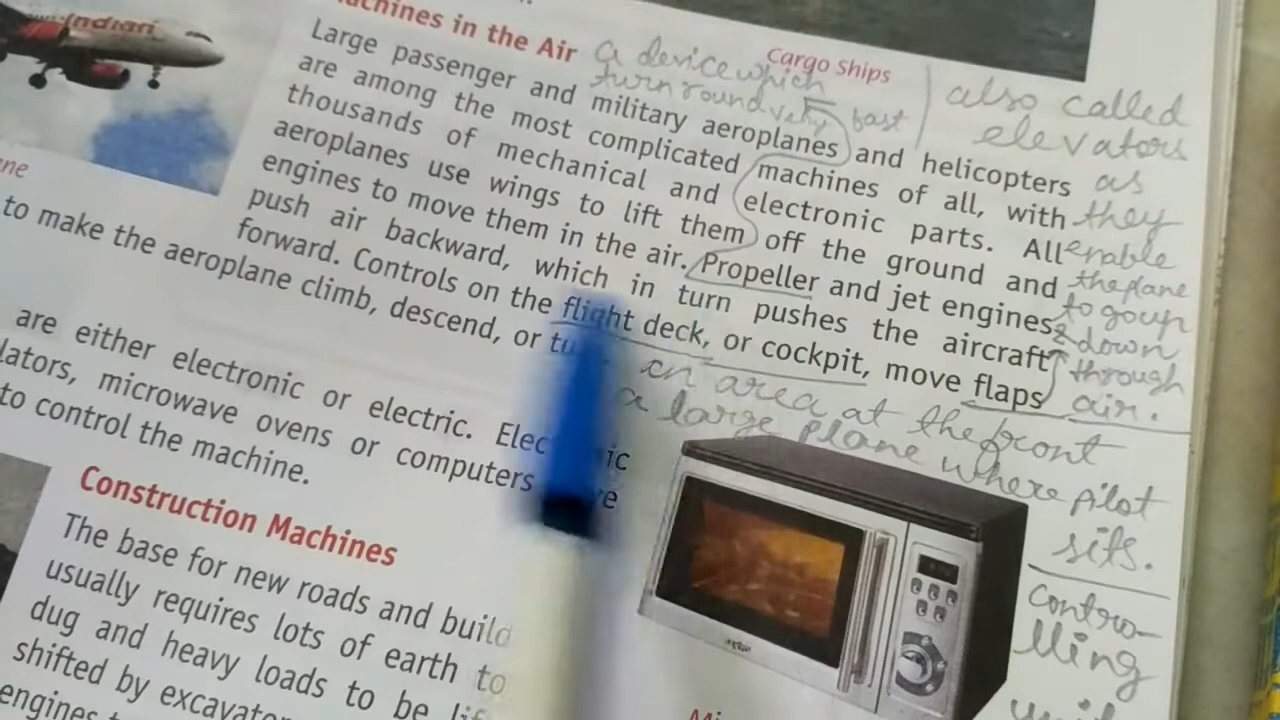 Indian
Machines in the Air
Cargo Ships
a device which
turn round very fast
Large passenger and military aeroplanes and helicopters
are among the most complicated machines of all, with
thousands of mechanical and electronic parts. All
aeroplanes use wings to lift them off the ground and
engines to move them in the air. Propeller and jet engines
push air backward, which in turn pushes the aircraft
forward. Controls on the flight deck, or cockpit, move flaps
to make the aeroplane climb, descend, or
also called
elevators
as
they
enable
the plane
to go up
& down
through
air.
an area at the front
a large plane where pilot
sits.
are either electronic or electric.
lators, microwave ovens or computers
to control the machine.
Construction Machines
The base for new roads and build
usually requires lots of earth to
dug and heavy loads to be
shifted by
engines
contro-
lling